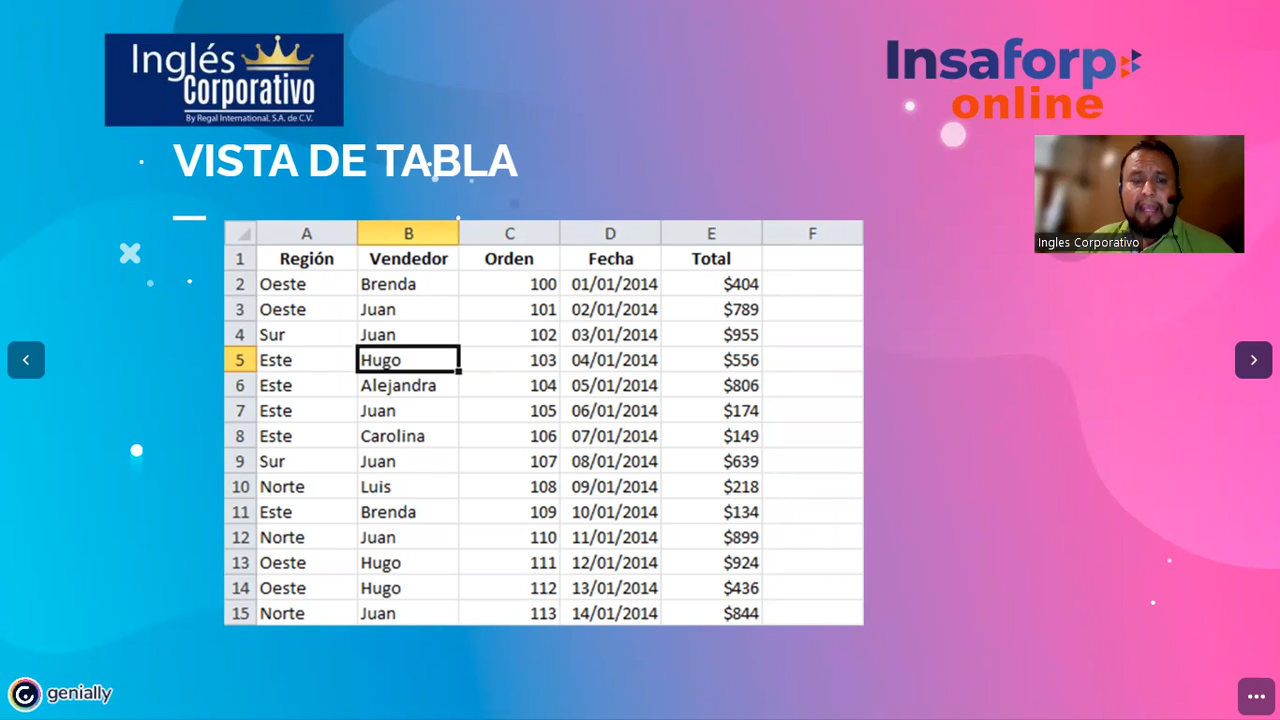 Inglés
Corporativo
By Regal International, S.A. de C.V.
Insaforp
online
VISTA DE TABLA
Ingles Corporativo
A B C D E F
1 Región Vendedor Orden Fecha Total
2 Oeste Brenda 100 01/01/2014 $404
3 Oeste Juan 101 02/01/2014 $789
4 Sur Juan 102 03/01/2014 $955
5 Este Hugo 103 04/01/2014 $556
6 Este Alejandra 104 05/01/2014 $806
7 Este Juan 105 06/01/2014 $174
8 Este Carolina 106 07/01/2014 $149
9 Sur Juan 107 08/01/2014 $639
10 Norte Luis 108 09/01/2014 $218
11 Este Brenda 109 10/01/2014 $134
12 Norte Juan 110 11/01/2014 $899
13 Oeste Hugo 111 12/01/2014 $924
14 Oeste Hugo 112 13/01/2014 $436
15 Norte Juan 113 14/01/2014 $844
genially